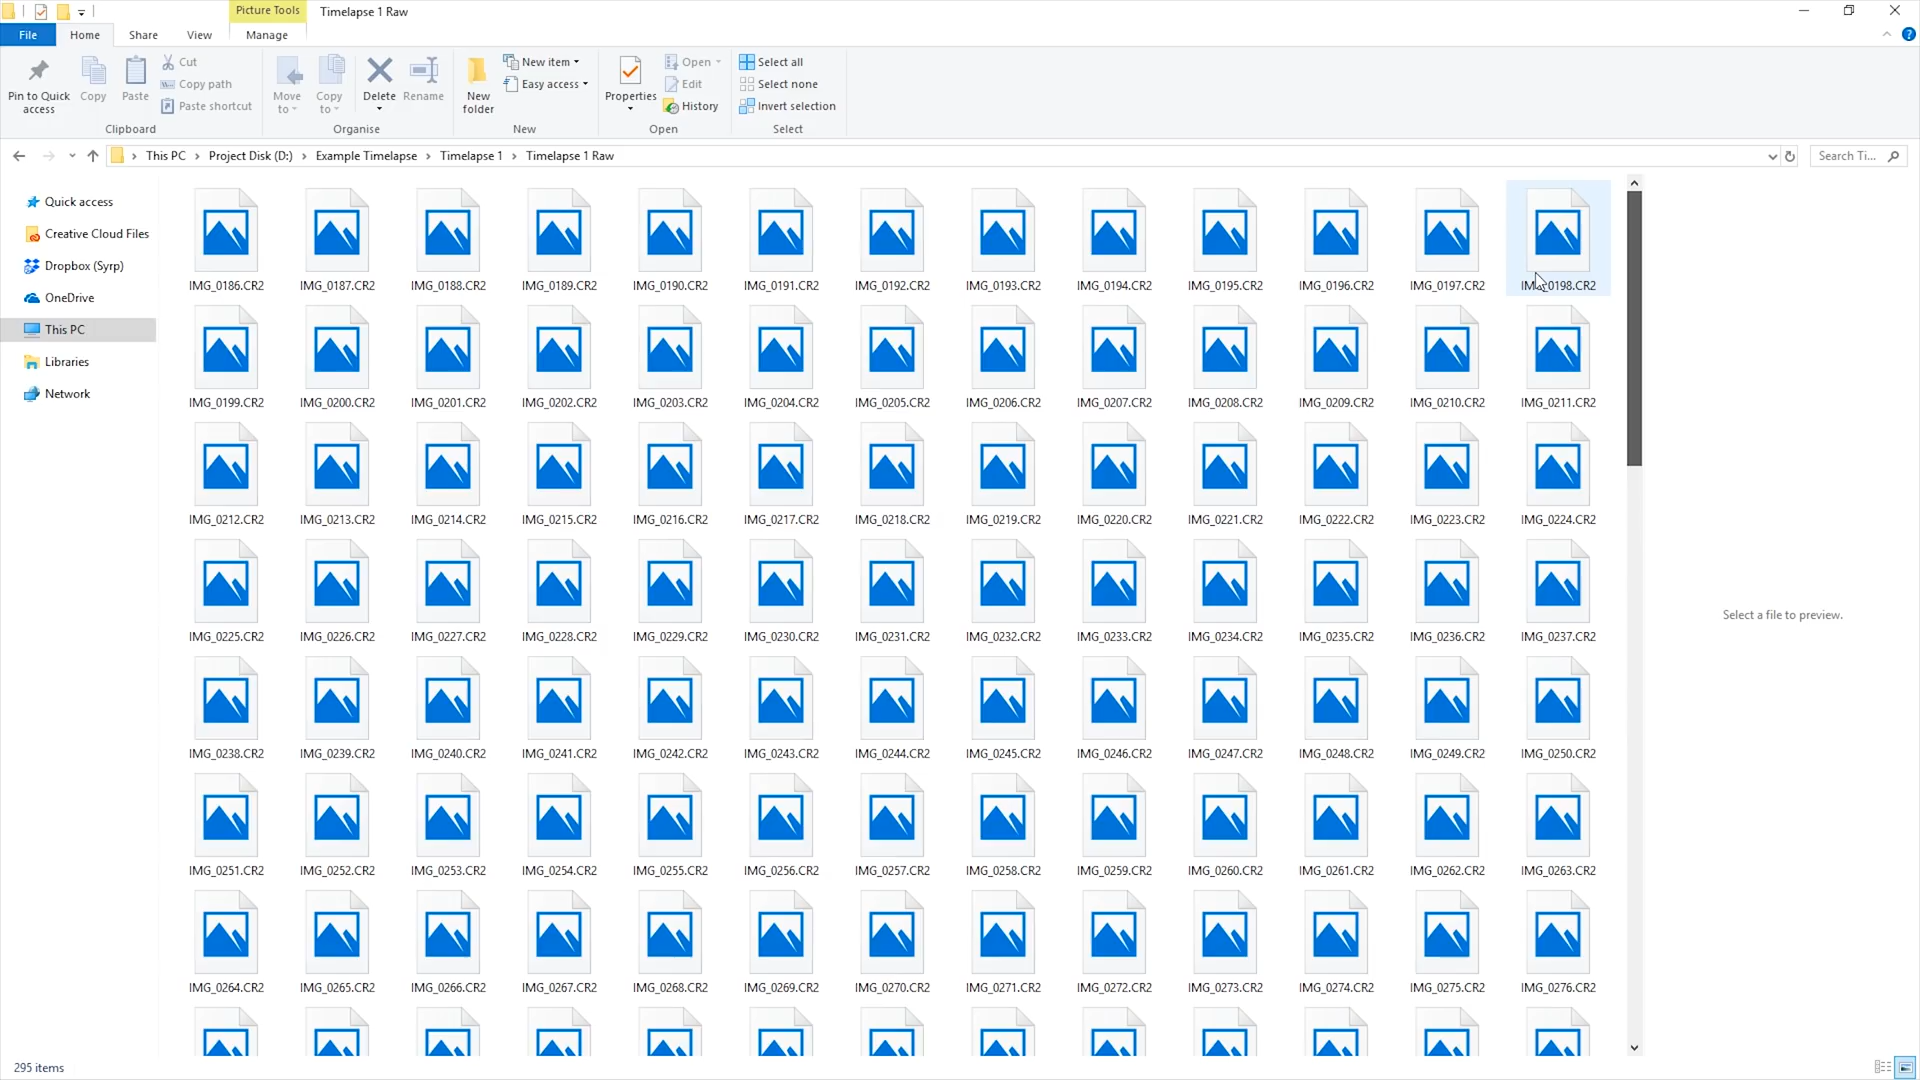 Picture Tools Timelapse 1 Raw
File Home Share View Manage
Pin to Quick access
Copy
Paste
Cut
Copy path
Paste shortcut
Clipboard
Move to
Copy to
Delete
Rename
Organise
New folder
New item
Easy access
New
Properties
Open
Edit
History
Open
Select all
Select none
Invert selection
Select
This PC > Project Disk (D:) > Example Timelapse > Timelapse 1 > Timelapse 1 Raw
Search Ti...
Quick access
Creative Cloud Files
Dropbox (Syrp)
OneDrive
This PC
Libraries
Network
IMG_0186.CR2 IMG_0187.CR2 IMG_0188.CR2 IMG_0189.CR2 IMG_0190.CR2 IMG_0191.CR2 IMG_0192.CR2 IMG_0193.CR2 IMG_0194.CR2 IMG_0195.CR2 IMG_0196.CR2 IMG_0197.CR2 IMG_0198.CR2
IMG_0199.CR2 IMG_0200.CR2 IMG_0201.CR2 IMG_0202.CR2 IMG_0203.CR2 IMG_0204.CR2 IMG_0205.CR2 IMG_0206.CR2 IMG_0207.CR2 IMG_0208.CR2 IMG_0209.CR2 IMG_0210.CR2 IMG_0211.CR2
IMG_0212.CR2 IMG_0213.CR2 IMG_0214.CR2 IMG_0215.CR2 IMG_0216.CR2 IMG_0217.CR2 IMG_0218.CR2 IMG_0219.CR2 IMG_0220.CR2 IMG_0221.CR2 IMG_0222.CR2 IMG_0223.CR2 IMG_0224.CR2
IMG_0225.CR2 IMG_0226.CR2 IMG_0227.CR2 IMG_0228.CR2 IMG_0229.CR2 IMG_0230.CR2 IMG_0231.CR2 IMG_0232.CR2 IMG_0233.CR2 IMG_0234.CR2 IMG_0235.CR2 IMG_0236.CR2 IMG_0237.CR2
IMG_0238.CR2 IMG_0239.CR2 IMG_0240.CR2 IMG_0241.CR2 IMG_0242.CR2 IMG_0243.CR2 IMG_0244.CR2 IMG_0245.CR2 IMG_0246.CR2 IMG_0247.CR2 IMG_0248.CR2 IMG_0249.CR2 IMG_0250.CR2
IMG_0251.CR2 IMG_0252.CR2 IMG_0253.CR2 IMG_0254.CR2 IMG_0255.CR2 IMG_0256.CR2 IMG_0257.CR2 IMG_0258.CR2 IMG_0259.CR2 IMG_0260.CR2 IMG_0261.CR2 IMG_0262.CR2 IMG_0263.CR2
IMG_0264.CR2 IMG_0265.CR2 IMG_0266.CR2 IMG_0267.CR2 IMG_0268.CR2 IMG_0269.CR2 IMG_0270.CR2 IMG_0271.CR2 IMG_0272.CR2 IMG_0273.CR2 IMG_0274.CR2 IMG_0275.CR2 IMG_0276.CR2
Select a file to preview.
295 items